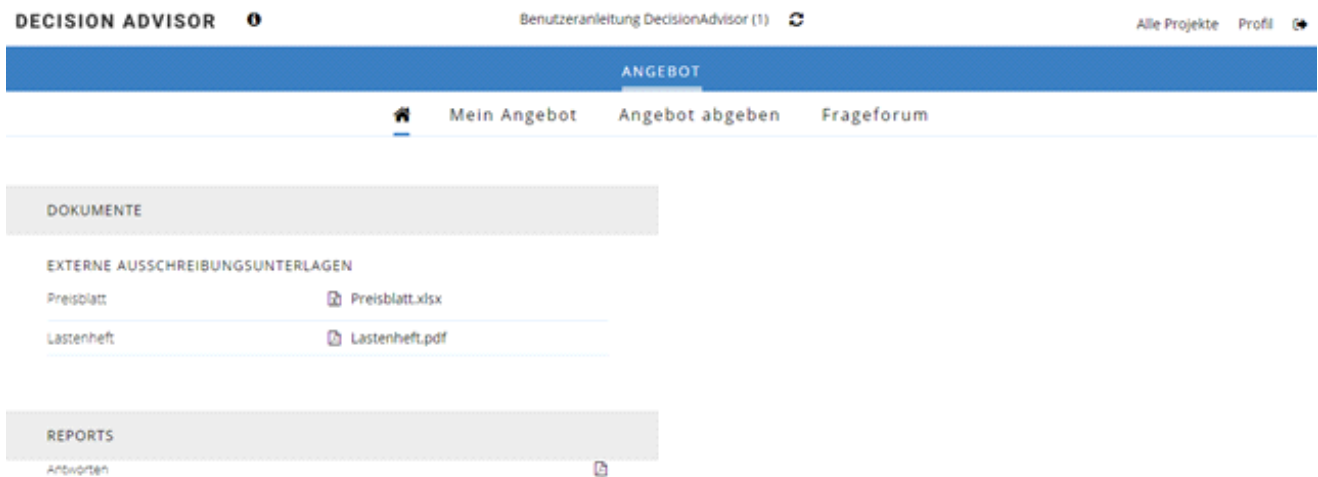 DECISION ADVISOR Benutzeranleitung DecisionAdvisor (1) Alle Projekte Profil
ANGEBOT
Mein Angebot Angebot abgeben Frageforum
DOKUMENTE
EXTERNE AUSSCHREIBUNGSUNTERLAGEN
Preisblatt Preisblatt.xlsx
Lastenheft Lastenheft.pdf
REPORTS
Antworten